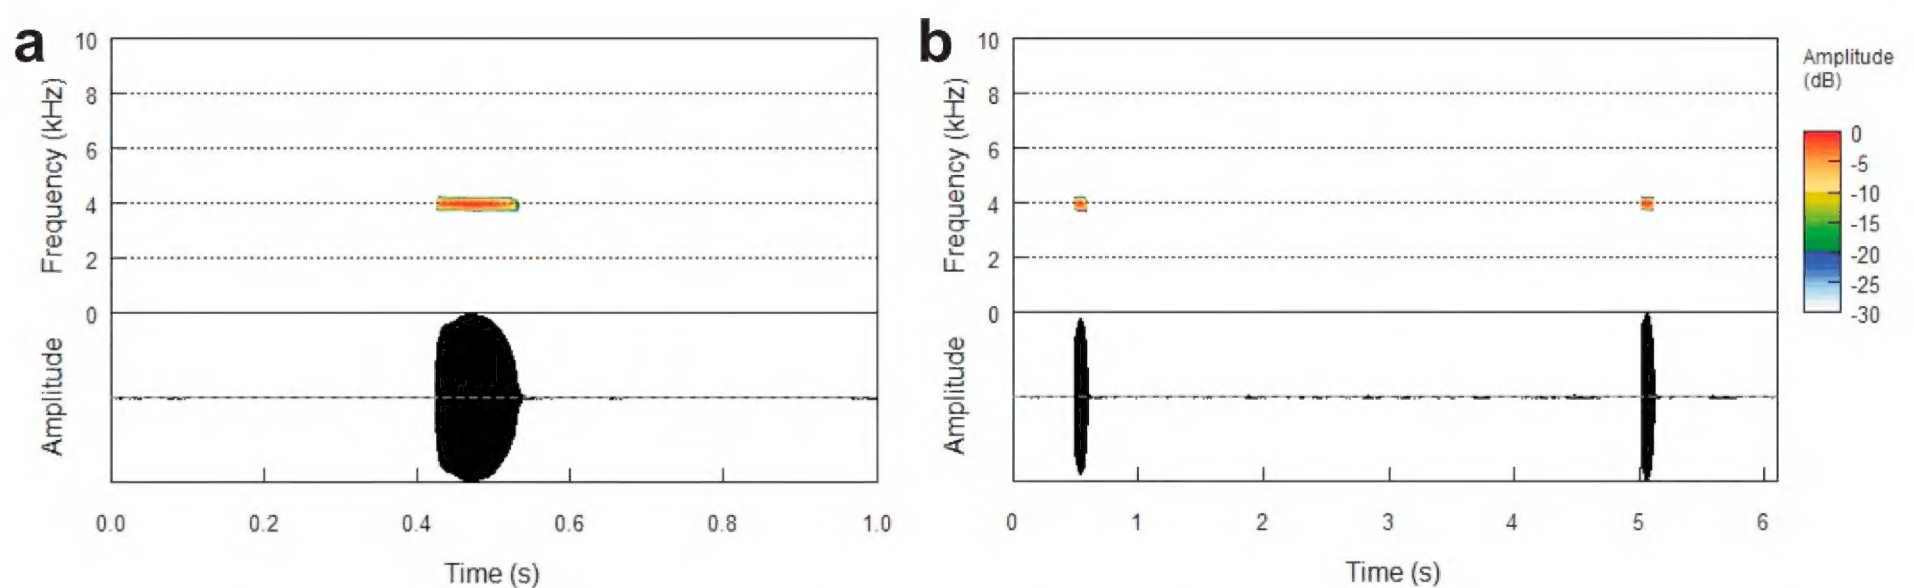 a
10
8
6
4
2
0
Frequency (kHz)
Amplitude
0.0 0.2 0.4 0.6 0.8 1.0
Time (s)
b
10
8
6
4
2
0
Frequency (kHz)
Amplitude
0 1 2 3 4 5 6
Time (s)
Amplitude
(dB)
0
-5
-10
-15
-20
-25
-30